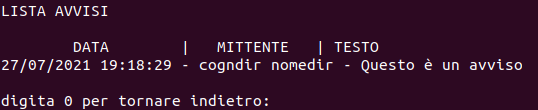 LISTA AVVISI
DATA | MITTENTE | TESTO
27/07/2021 19:18:29 - cogndir nomedir - Questo è un avviso
digita 0 per tornare indietro: